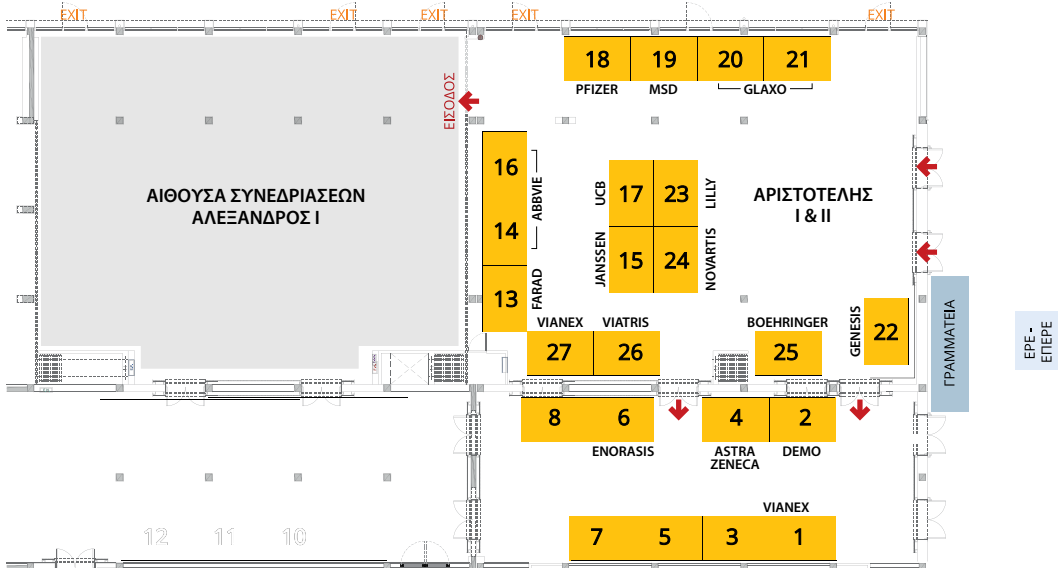 EXIT
EXIT
EXIT
EXIT
EXIT
18
19
20
21
PFIZER
MSD
GLAXO
ΕΙΣΟΔΟΣ
16
14
ABBVIE
13
FARAD
ΑΙΘΟΥΣΑ ΣΥΝΕΔΡΙΑΣΕΩΝ
ΑΛΕΞΑΝΔΡΟΣ Ι
UCB
17
23
LILLY
JANSSEN
15
24
NOVARTIS
ΑΡΙΣΤΟΤΕΛΗΣ
Ι & ΙΙ
GENESIS
22
ΓΡΑΜΜΑΤΕΙΑ
ΕΡΕ -
ΕΠΕΡΕ
VIANEX
VIATRIS
27
26
BOEHRINGER
25
8
6
ENORASIS
4
2
ASTRA
ZENECA
DEMO
VIANEX
7
5
3
1
12
11
10